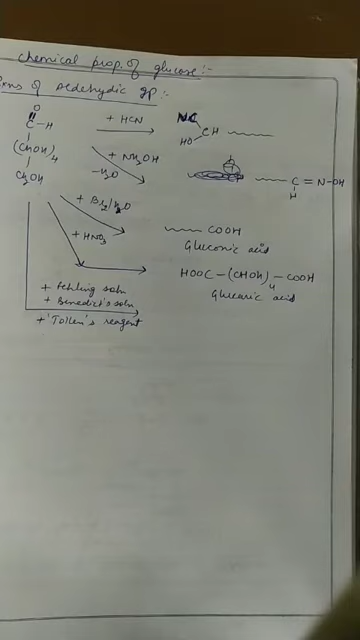 chemical prop. of glucose:-
Rxns of aldehydic gp:-
O
C-H
(CHOH)4
CH2OH
+ HCN
NC
CH
HO
+ NH2OH
-H2O
C=N-OH
H
+ Br2/H2O
COOH
Gluconic acid
+HNO3
HOOC-(CHOH)4-COOH
Glucaric acid
+ Fehling soln
+ Benedict's soln
+ Tollen's reagent